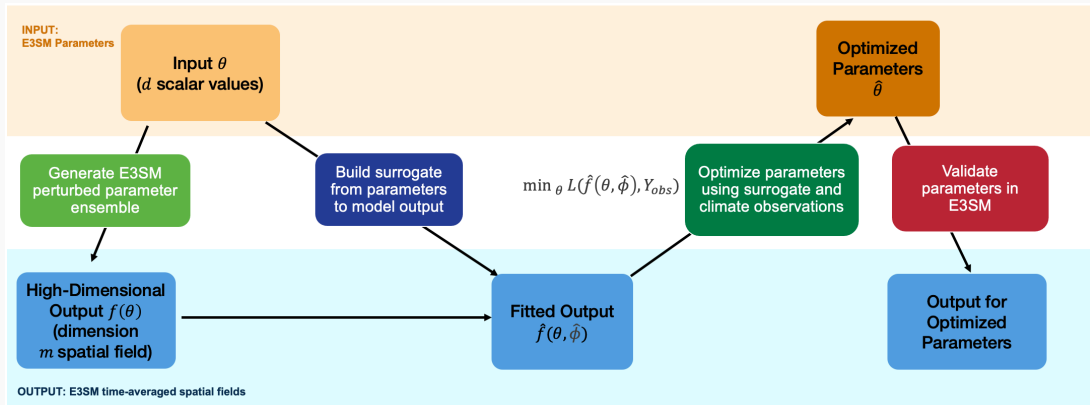 INPUT:
E3SM Parameters
Input θ
(d scalar values)
Optimized
Parameters
θ̂
Generate E3SM
perturbed parameter
ensemble
Build surrogate
from parameters
to model output
min θ L(f̂(θ, ϕ̂), Yobs)
Optimize parameters
using surrogate and
climate observations
Validate
parameters in
E3SM
High-Dimensional
Output f(θ)
(dimension
m spatial field)
Fitted Output
f̂(θ, ϕ̂)
Output for
Optimized
Parameters
OUTPUT: E3SM time-averaged spatial fields